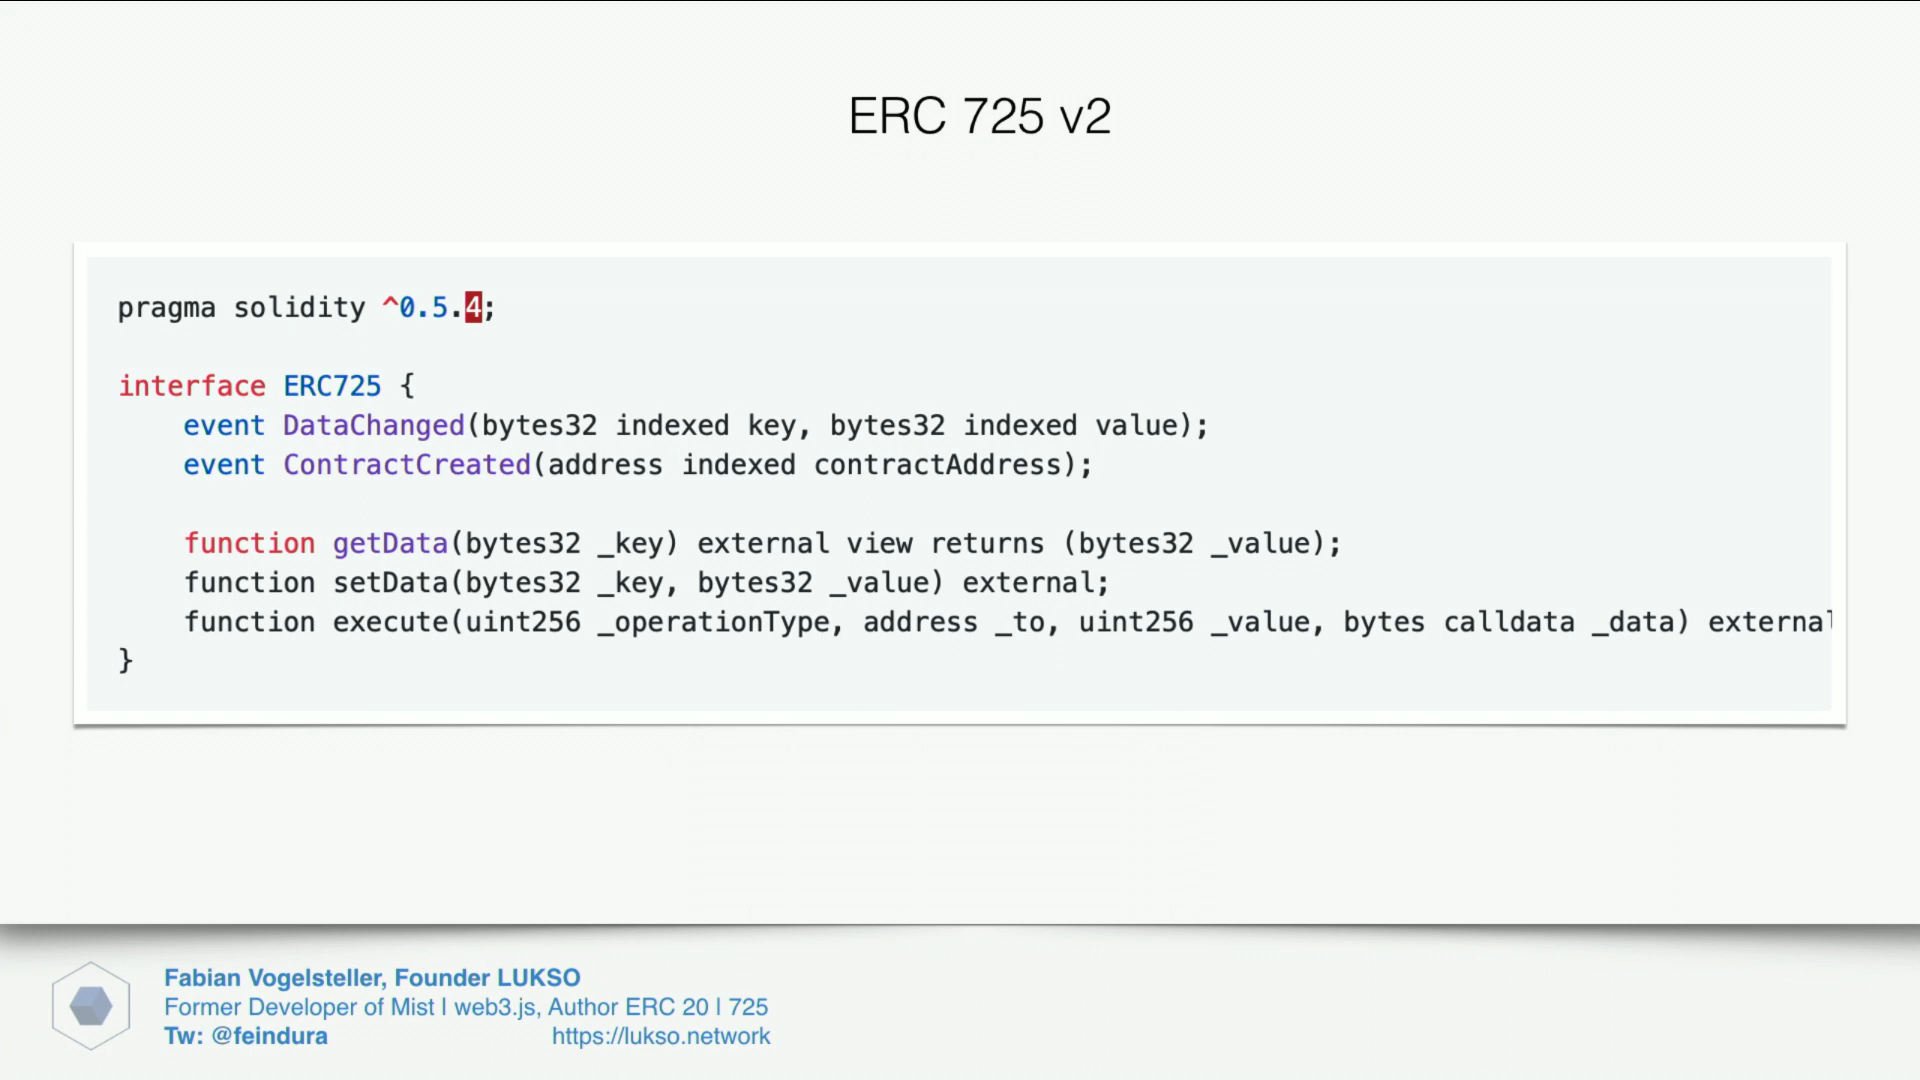 ERC 725 v2
pragma solidity ^0.5.4;
interface ERC725 {
event DataChanged(bytes32 indexed key, bytes32 indexed value);
event ContractCreated(address indexed contractAddress);
function getData(bytes32 _key) external view returns (bytes32 _value);
function setData(bytes32 _key, bytes32 _value) external;
function execute(uint256 _operationType, address _to, uint256 _value, bytes calldata _data) external
}
Fabian Vogelsteller, Founder LUKSO
Former Developer of Mist | web3.js, Author ERC 20 | 725
Tw: @feindura https://lukso.network